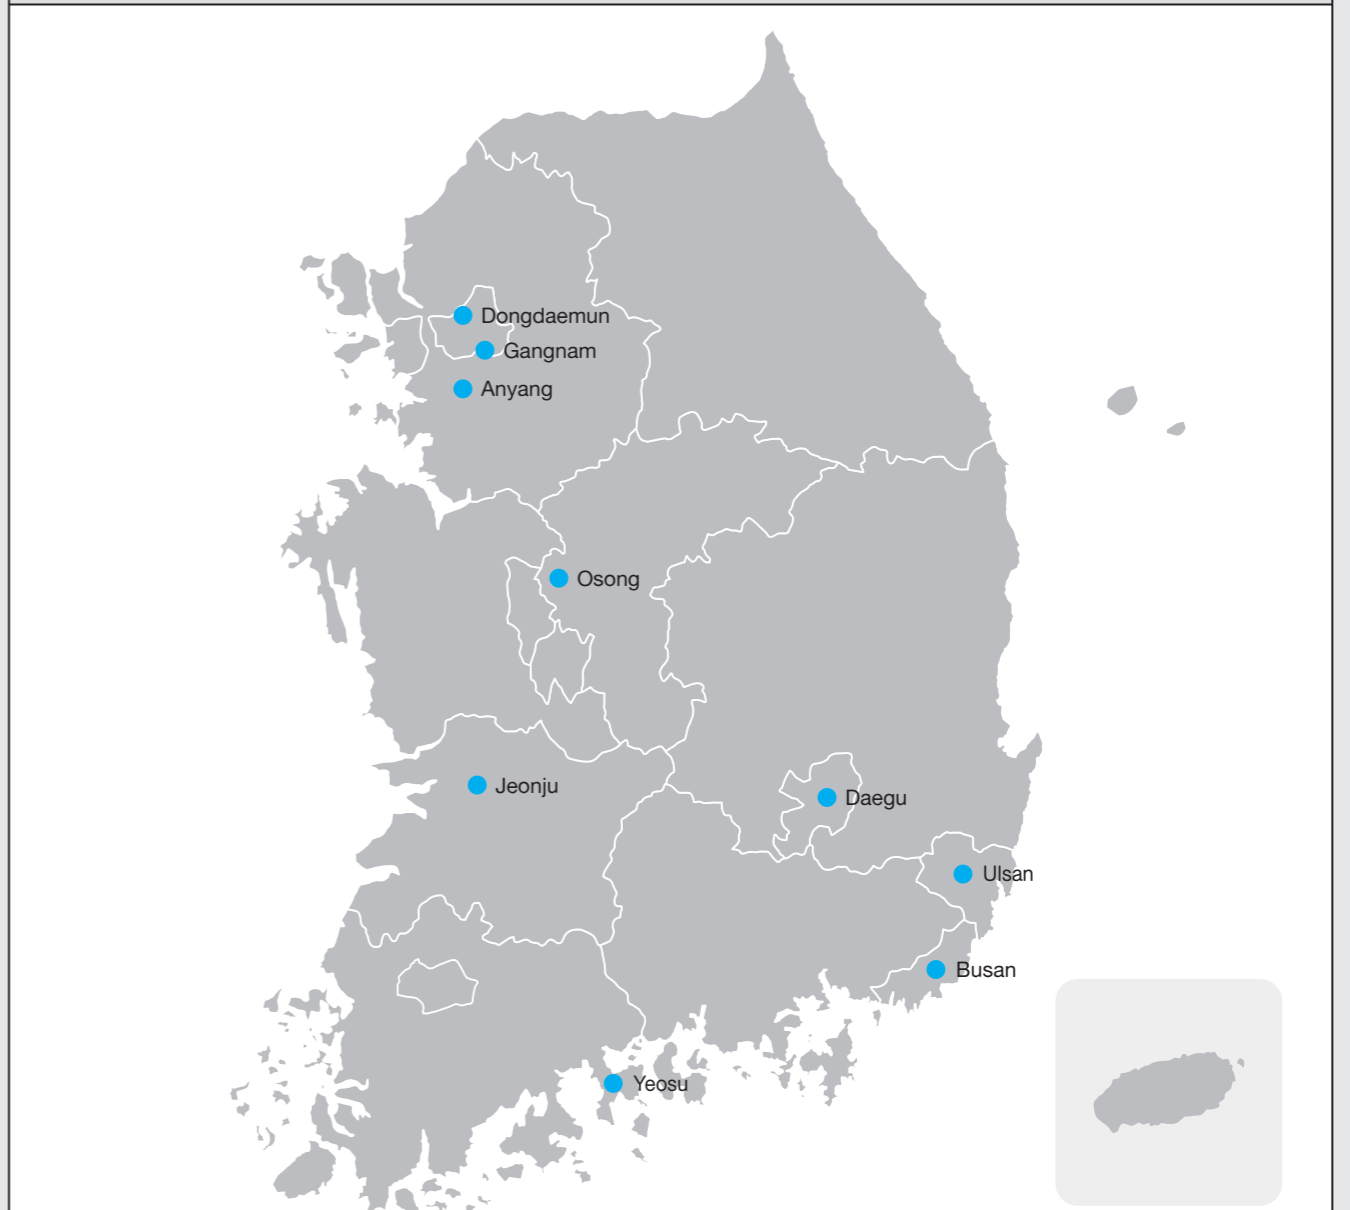 Dongdaemun
Gangnam
Anyang
Osong
Jeonju
Daegu
Ulsan
Busan
Yeosu